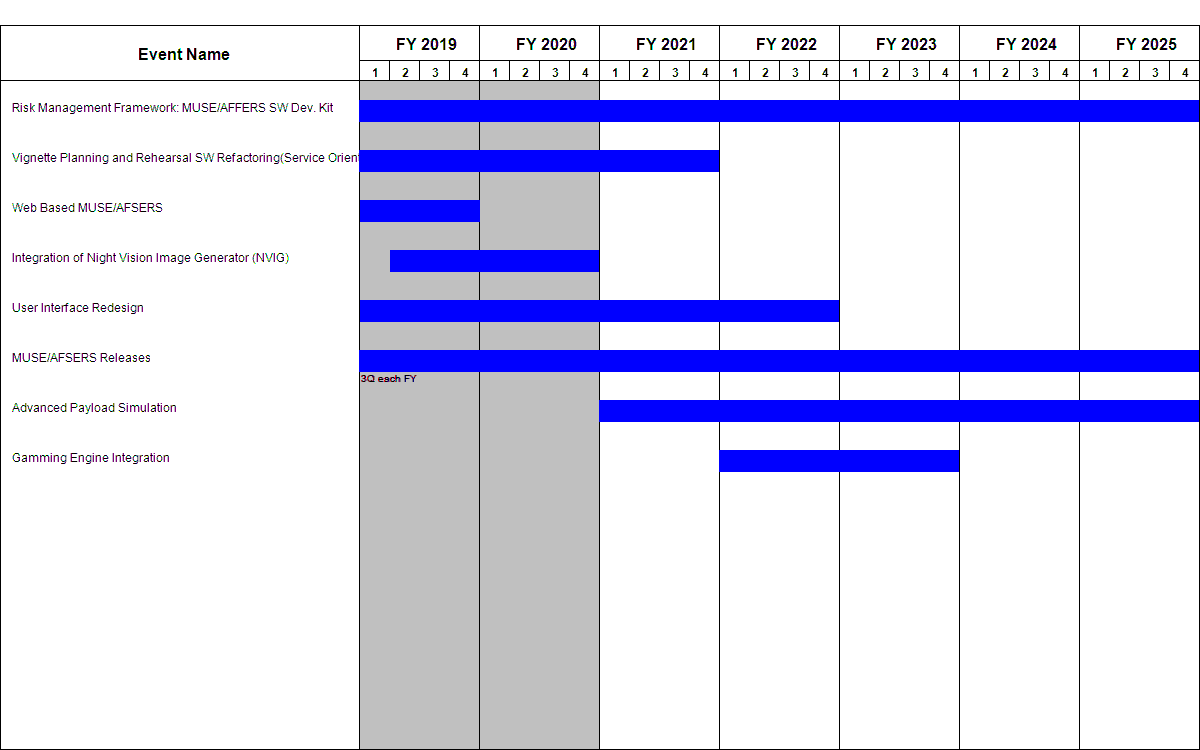 Event Name
FY 2019 FY 2020 FY 2021 FY 2022 FY 2023 FY 2024 FY 2025
1 2 3 4 1 2 3 4 1 2 3 4 1 2 3 4 1 2 3 4 1 2 3 4 1 2 3 4
Risk Management Framework: MUSE/AFFERS SW Dev. Kit
Vignette Planning and Rehearsal SW Refactoring(Service Orien
Web Based MUSE/AFSERS
Integration of Night Vision Image Generator (NVIG)
User Interface Redesign
MUSE/AFSERS Releases
3Q each FY
Advanced Payload Simulation
Gamming Engine Integration